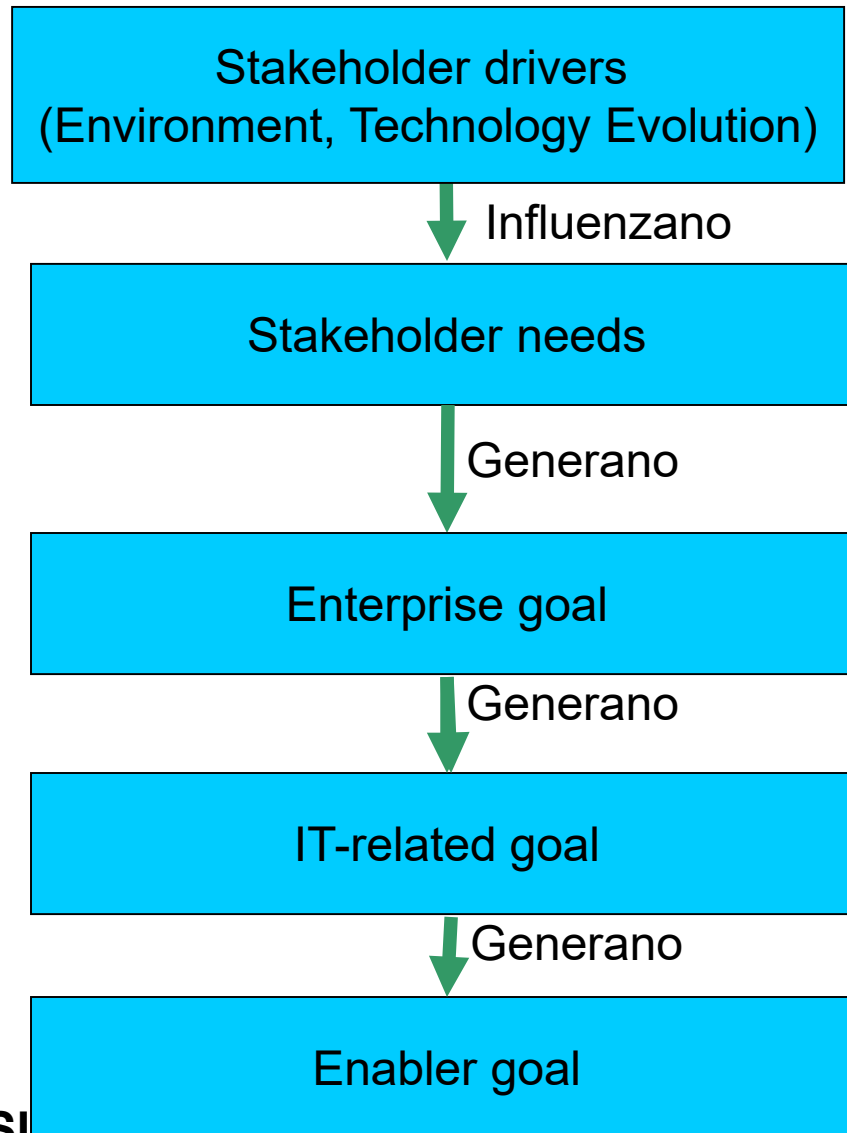 Stakeholder drivers
(Environment, Technology Evolution)
Influenzano
Stakeholder needs
Generano
Enterprise goal
Generano
IT-related goal
Generano
Enabler goal